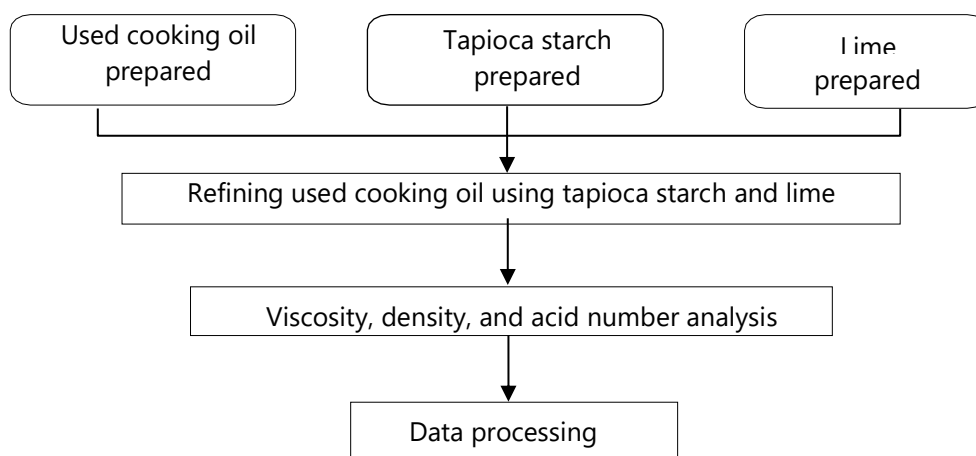 Used cooking oil
prepared
Tapioca starch
prepared
Lime
prepared
Refining used cooking oil using tapioca starch and lime
Viscosity, density, and acid number analysis
Data processing